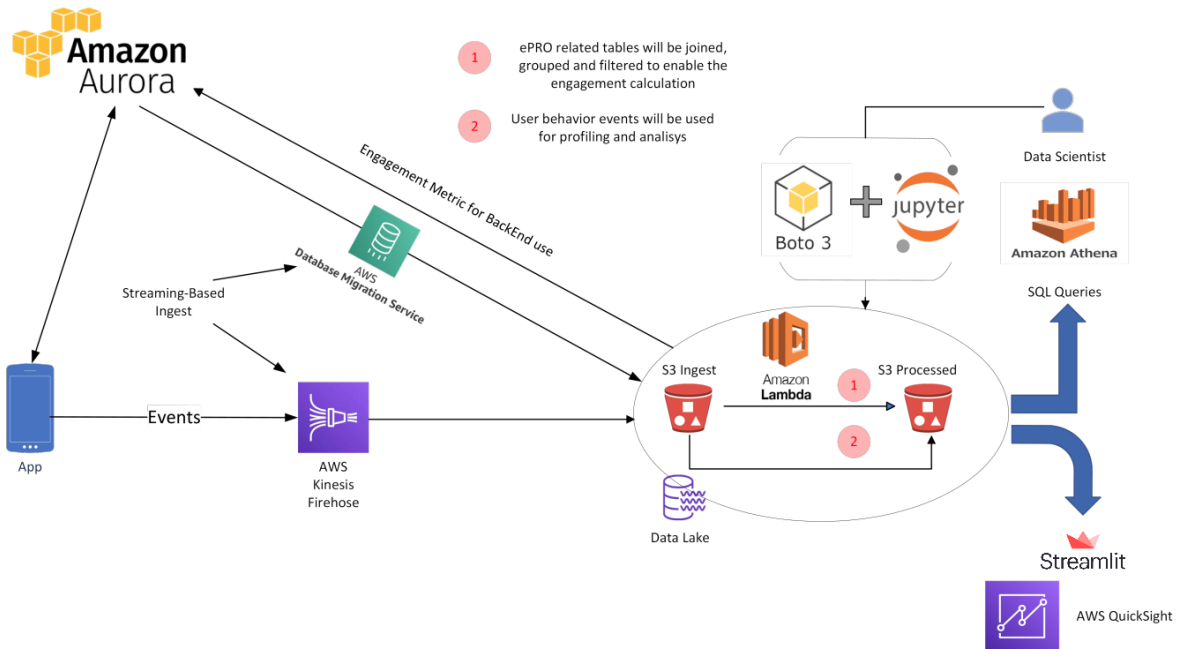 Amazon
Aurora
1
ePRO related tables will be joined,
grouped and filtered to enable the
engagement calculation
2
User behavior events will be used
for profiling and analisys
Data Scientist
Boto 3
jupyter
Amazon Athena
SQL Queries
Engagement Metric for BackEnd use
AWS
Database Migration Service
Streaming-Based
Ingest
App
Events
AWS
Kinesis
Firehose
S3 Ingest
Amazon
Lambda
1
2
S3 Processed
Data Lake
Streamlit
AWS QuickSight